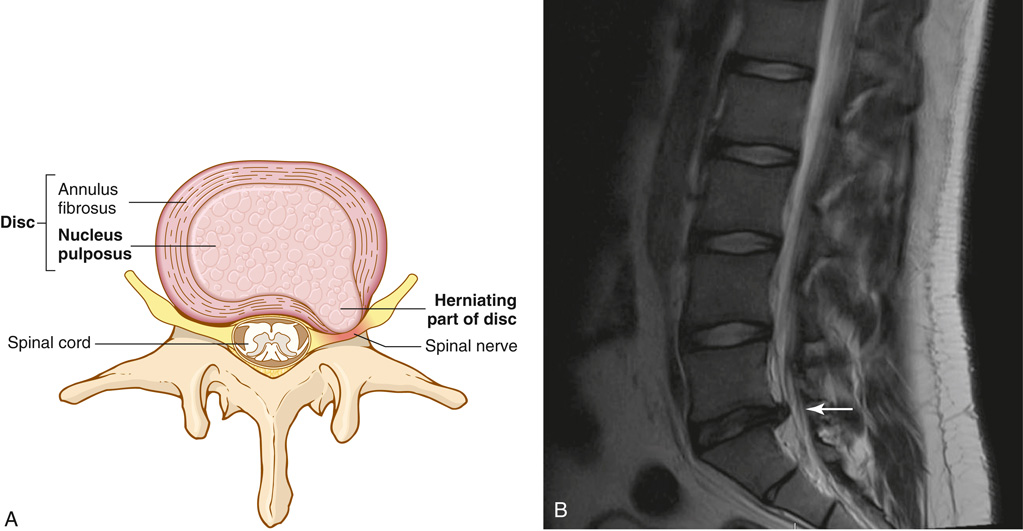 Disc
Annulus
fibrosus
Nucleus
pulposus
Herniating
part of disc
Spinal cord
Spinal nerve
A
B